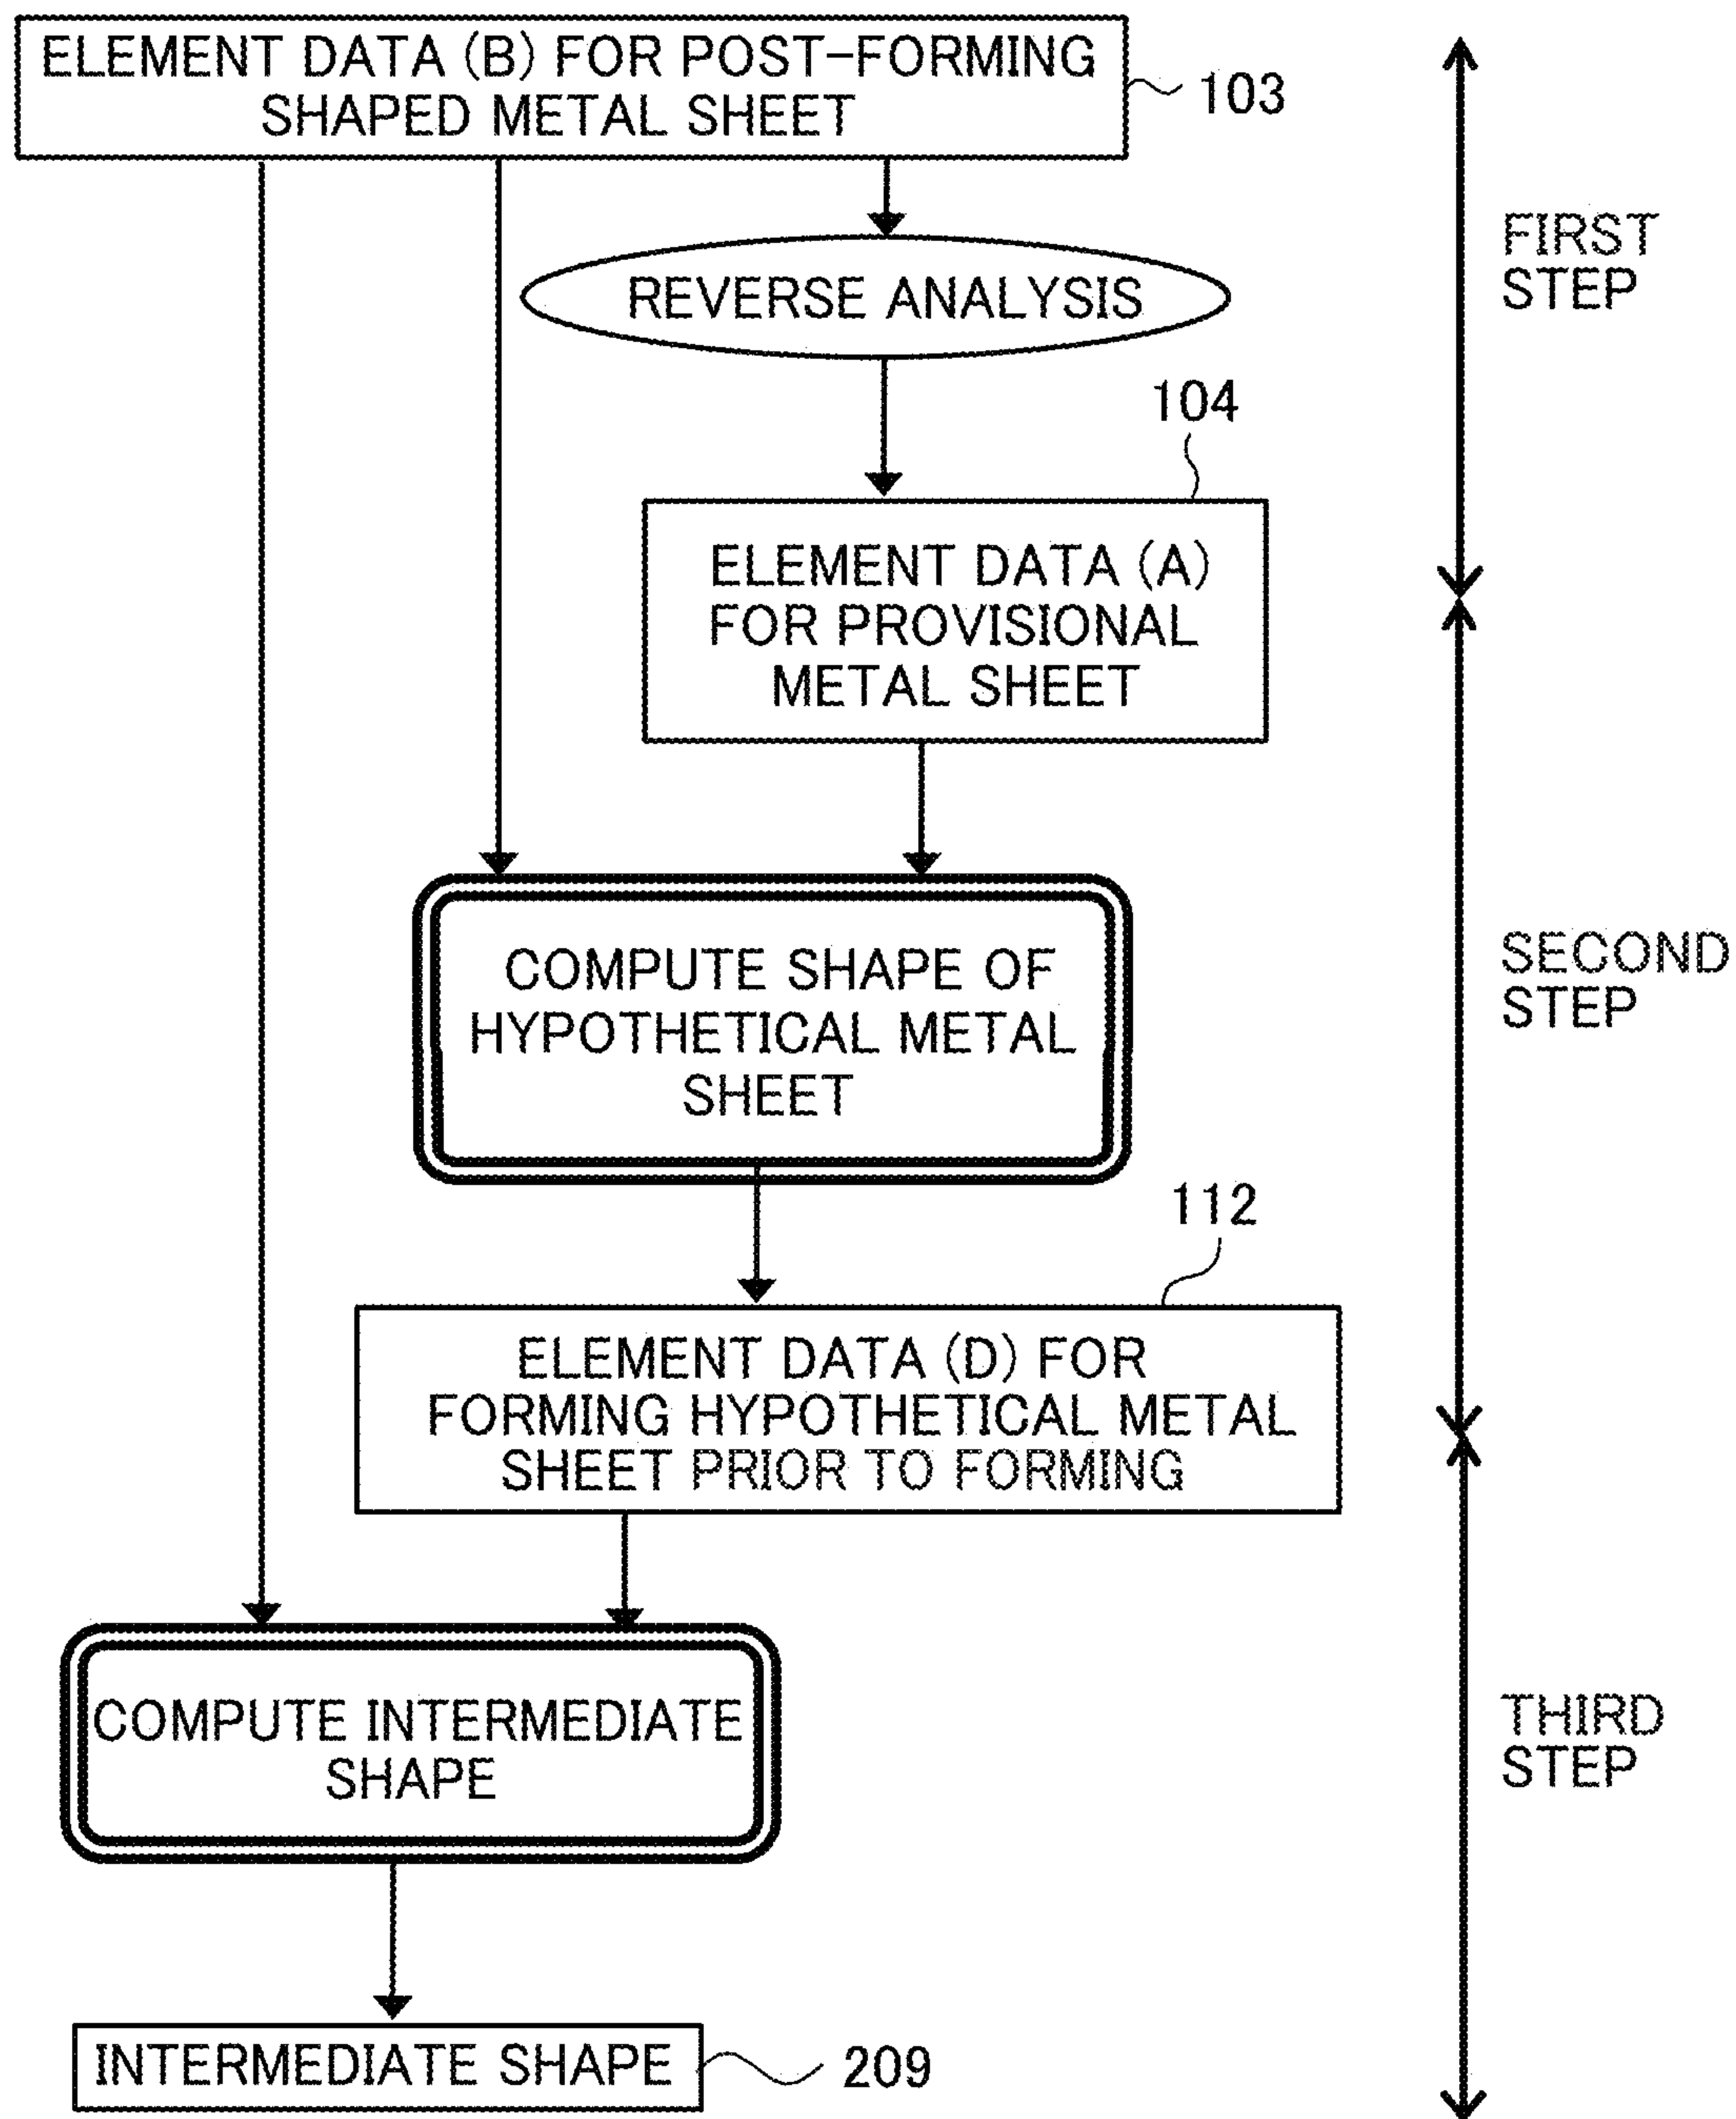 ELEMENT DATA (B) FOR POST-FORMING
SHAPED METAL SHEET
103
FIRST
STEP
REVERSE ANALYSIS
104
ELEMENT DATA (A)
FOR PROVISIONAL
METAL SHEET
SECOND
STEP
COMPUTE SHAPE OF
HYPOTHETICAL METAL
SHEET
112
ELEMENT DATA (D) FOR
FORMING HYPOTHETICAL METAL
SHEET PRIOR TO FORMING
THIRD
STEP
COMPUTE INTERMEDIATE
SHAPE
INTERMEDIATE SHAPE
209